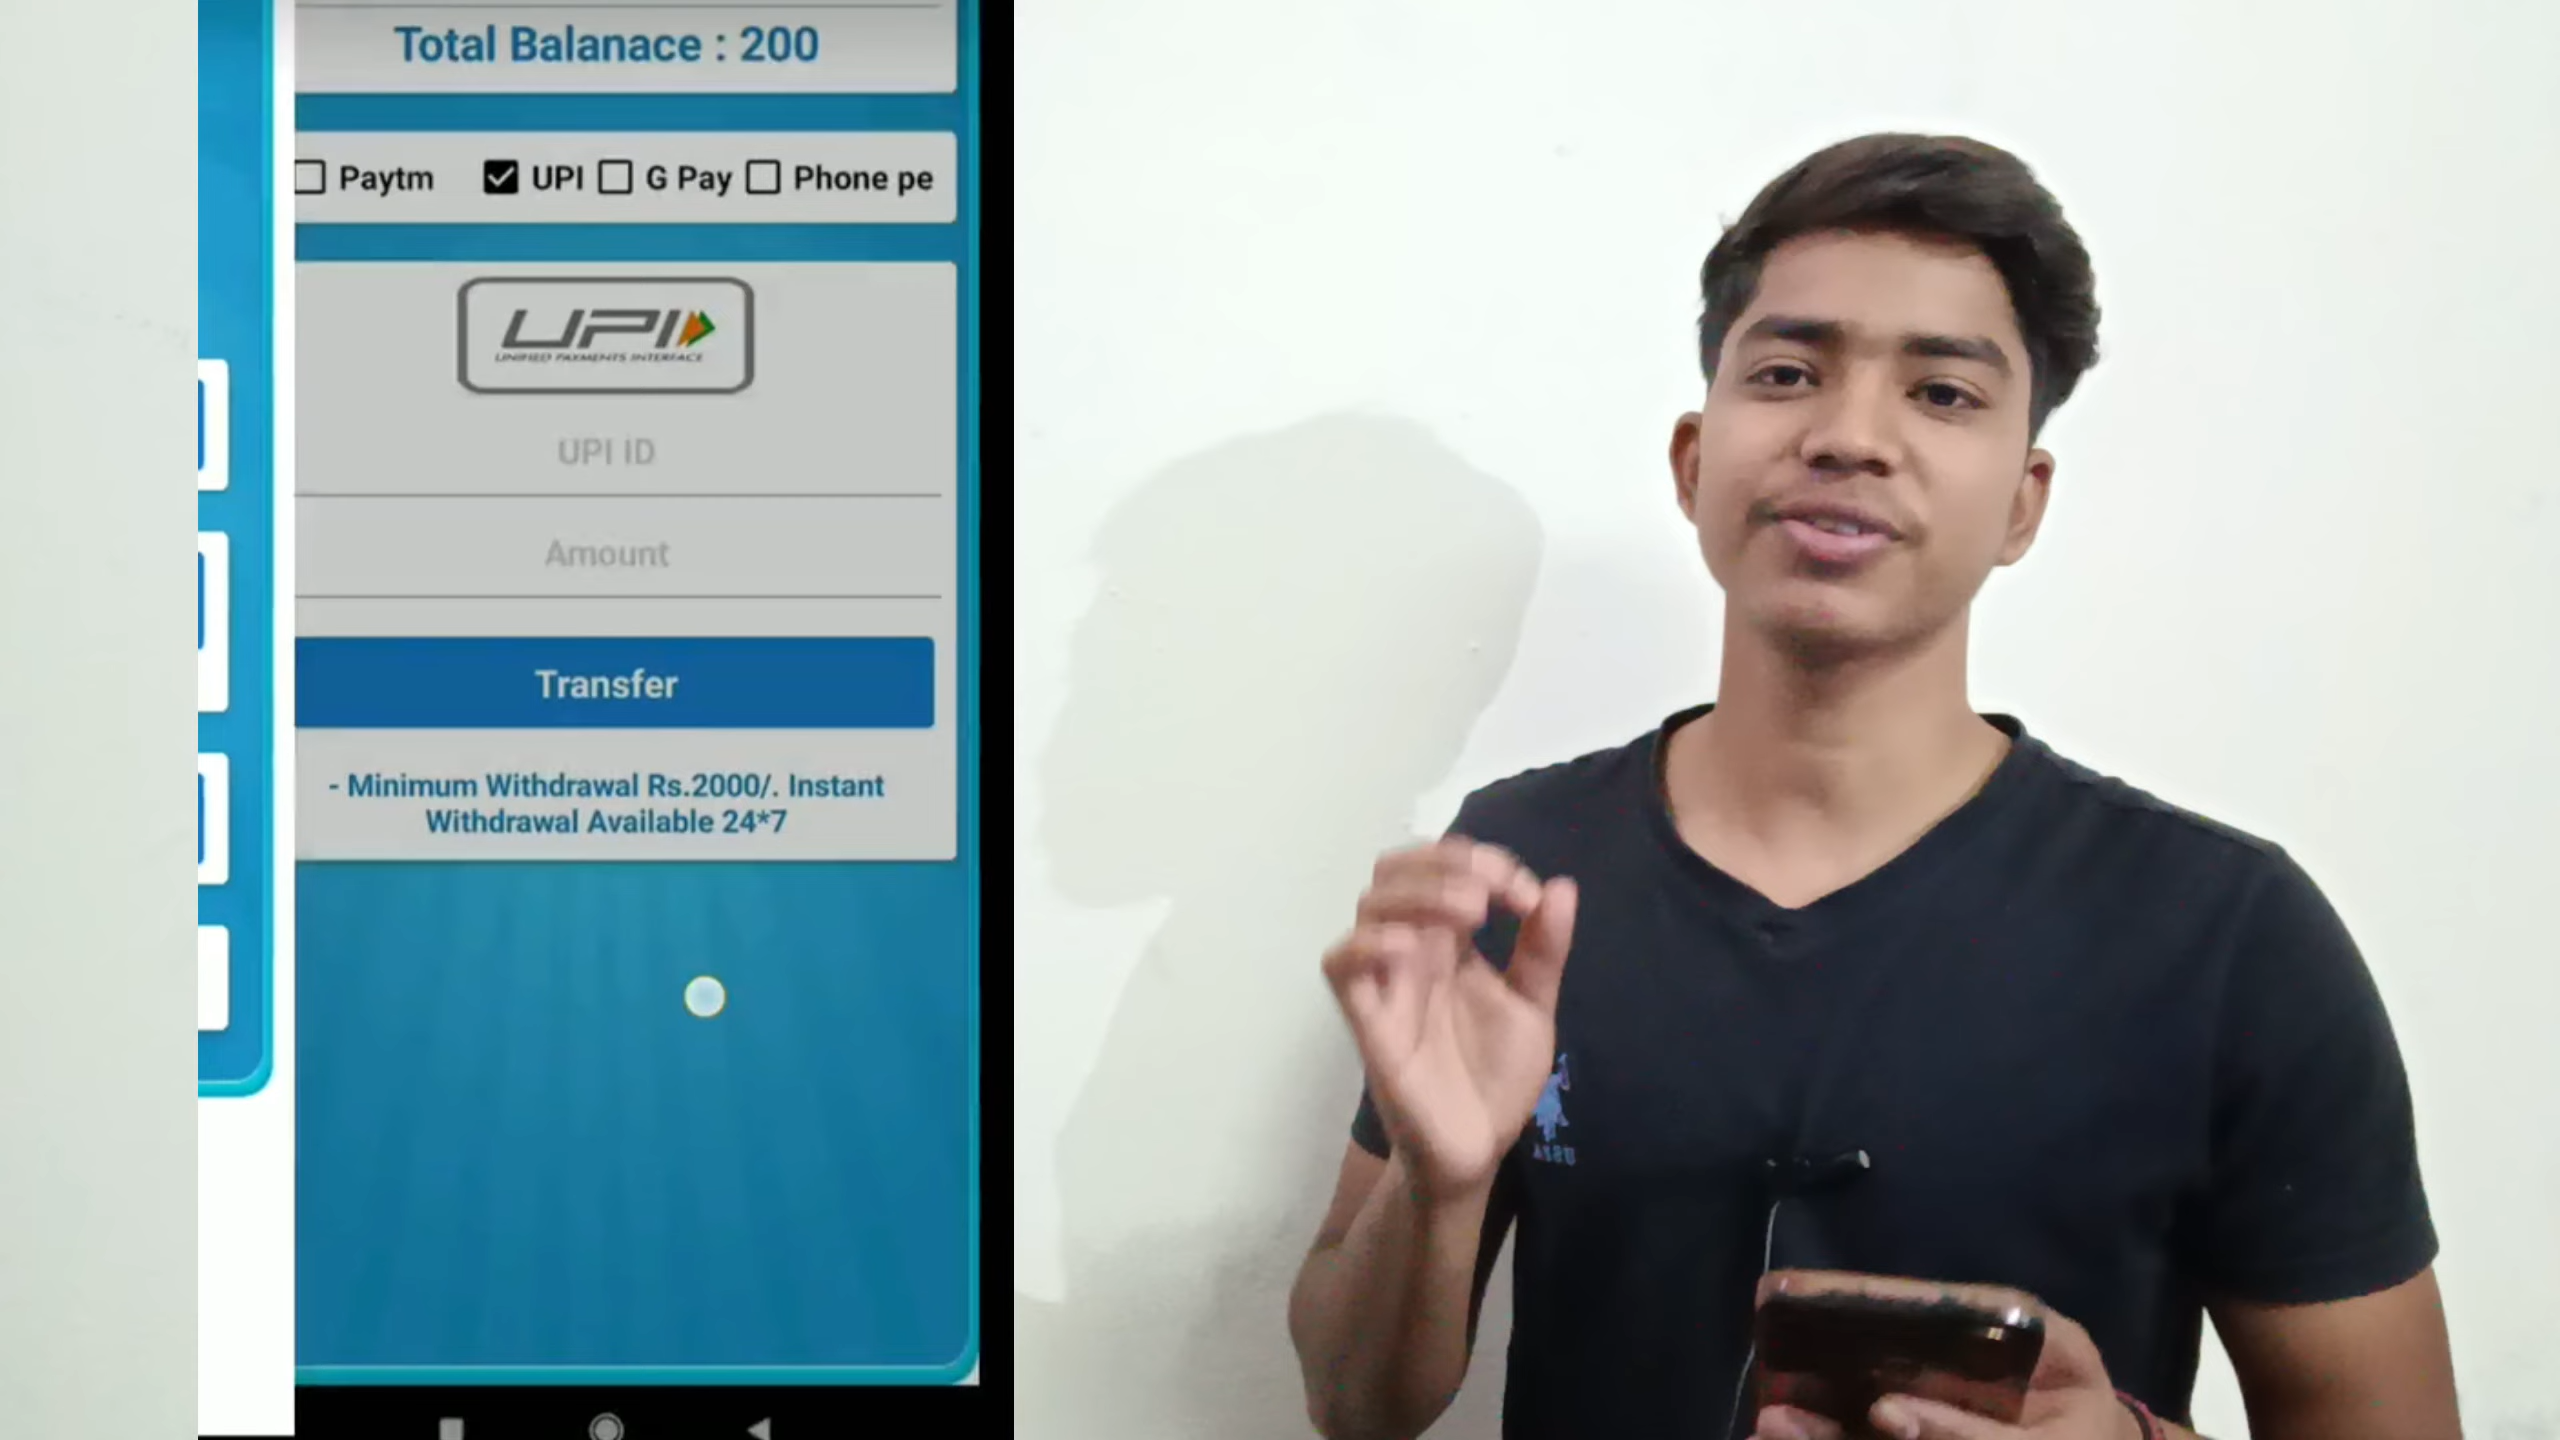 Total Balanace : 200
Paytm UPI G Pay Phone pe
UPI
UNIFIED PAYMENTS INTERFACE
UPI ID
Amount
Transfer
- Minimum Withdrawal Rs.2000/. Instant
Withdrawal Available 24*7
USPA